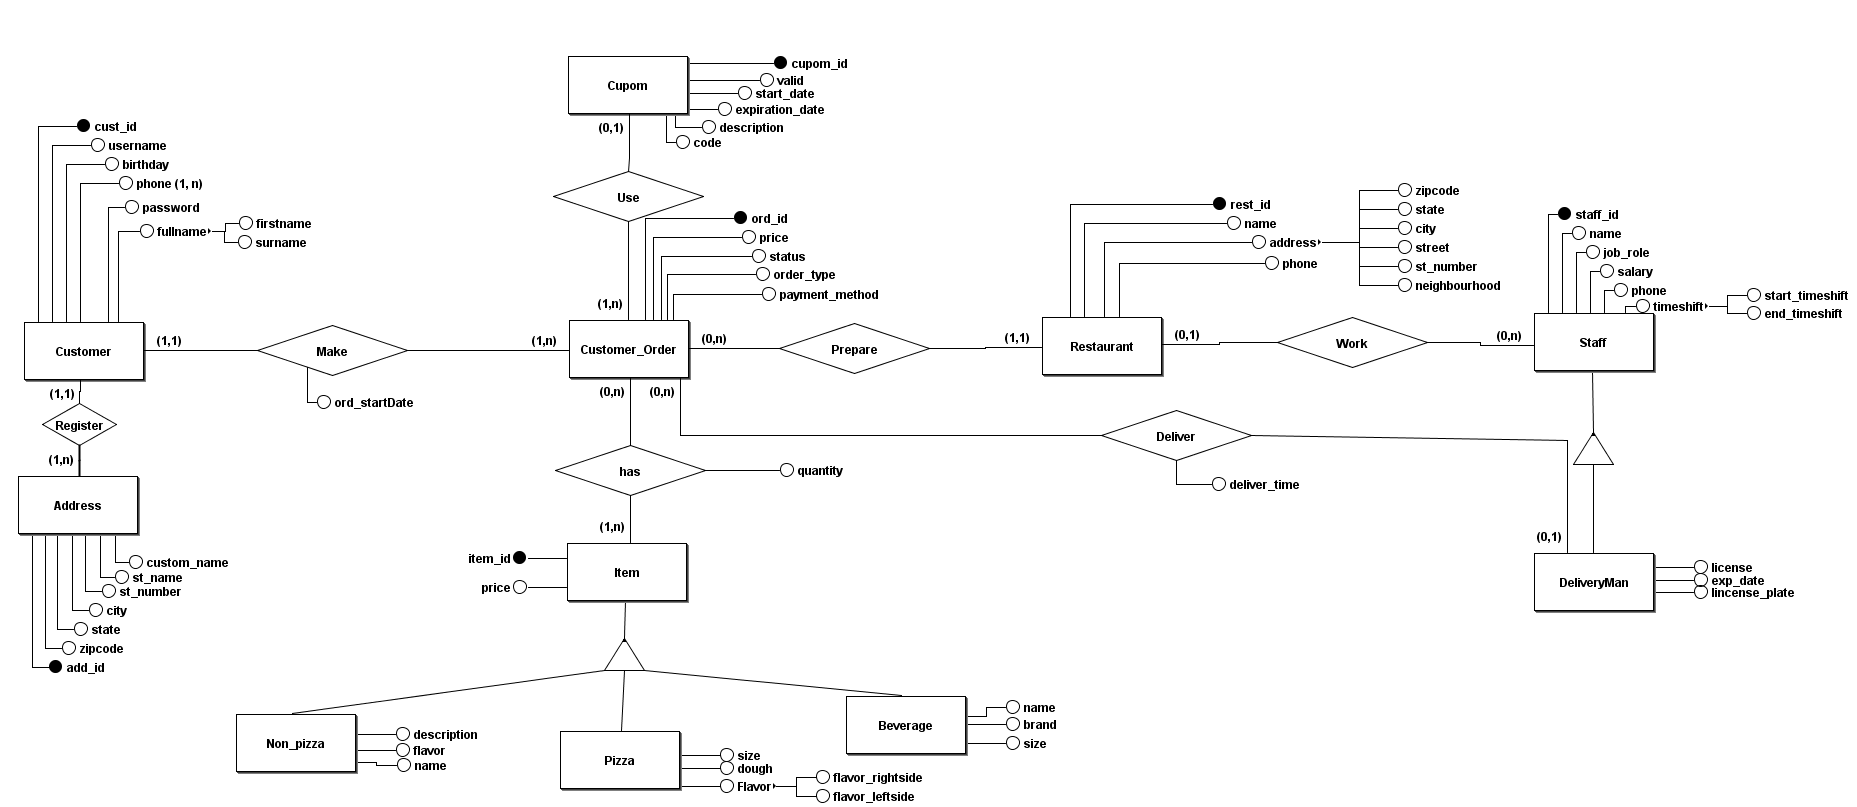 Cupom
cupom_id
valid
start_date
expiration_date
description
code
(0,1)
Use
(1,n)
cust_id
username
birthday
phone (1, n)
password
fullname
firstname
surname
Customer
(1,1)
Make
(1,n)
ord_startDate
ord_id
price
status
order_type
payment_method
Customer_Order
(0,n)
Prepare
(1,1)
rest_id
name
address
phone
zipcode
state
city
street
st_number
neighbourhood
Restaurant
(0,1)
Work
(0,n)
staff_id
name
job_role
salary
phone
timeshift
start_timeshift
end_timeshift
Staff
(1,1)
Register
(1,n)
Address
custom_name
st_name
st_number
city
state
zipcode
add_id
(0,n)
(0,n)
has
quantity
(1,n)
Deliver
deliver_time
(0,1)
DeliveryMan
license
exp_date
lincense_plate
item_id
price
Item
Non_pizza
description
flavor
name
Pizza
size
dough
Flavor
flavor_rightside
flavor_leftside
Beverage
name
brand
size